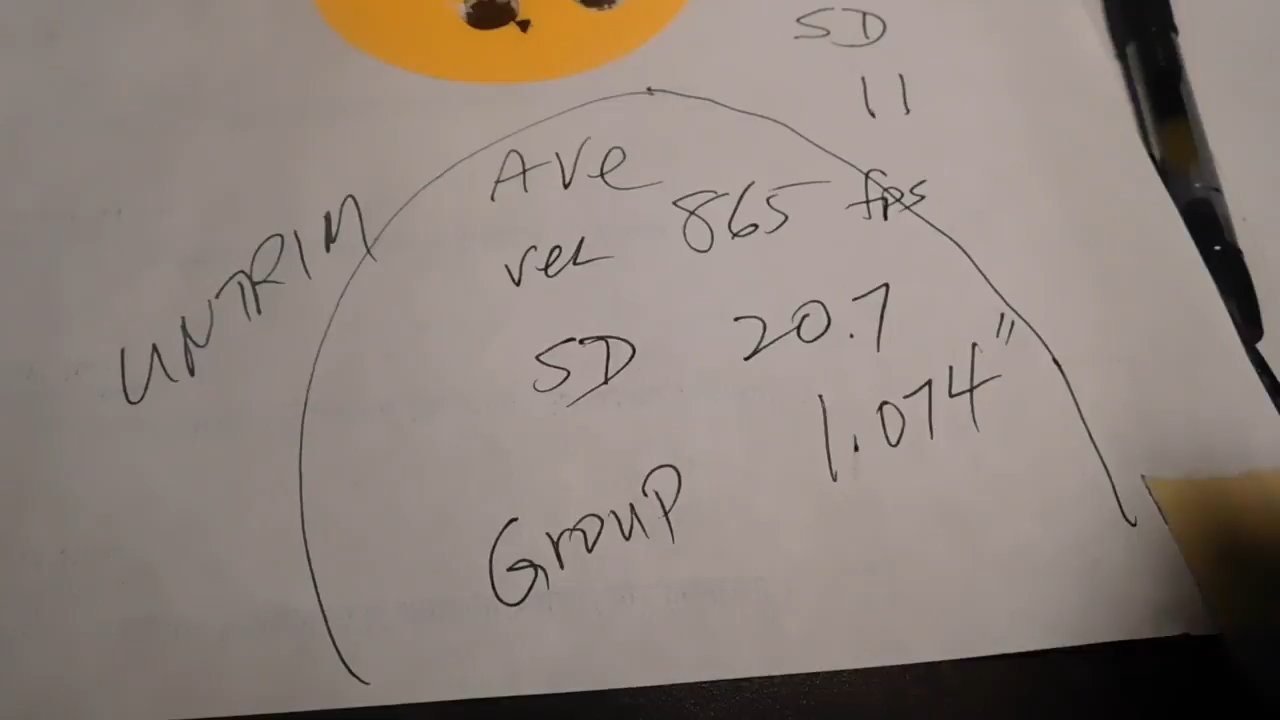 SD
11
UNTRIM
AVe
vel 865 fps
SD 20.7
GrouP 1.074"